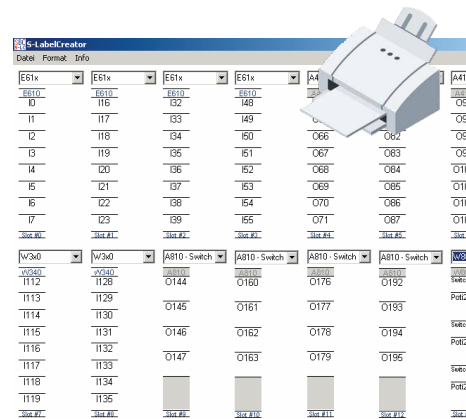 S-LabelCreator
Datei Format Info
E61x E61x E61x E61x A4 A41
E610 E610 E610 E610
I0 I16 I32 I48
I1 I17 I33 I49
I2 I18 I34 I50 O66 O82
I3 I19 I35 I51 O67 O83
I4 I20 I36 I52 O68 O84
I5 I21 I37 I53 O69 O85
I6 I22 I38 I54 O70 O86
I7 I23 I39 I55 O71 O87
Slot #0 Slot #1 Slot #2 Slot #3 Slot #4 Slot #5
W3x0 W3x0 A810 - Switch A810 - Switch A810 - Switch A810 - Switch W8
W340 W340 A810 A810 A810 A810
I112 I128 O144 O160 O176 O192
I113 I129 Poti2
I114 I130 O145 O161 O177 O193
I115 I131 O146 O162 O178 O194
I116 I132 Poti2
I117 I133 O147 O163 O179 O195
I118 I134
I119 I135
Slot #7 Slot #8 Slot #9 Slot #10 Slot #11 Slot #12